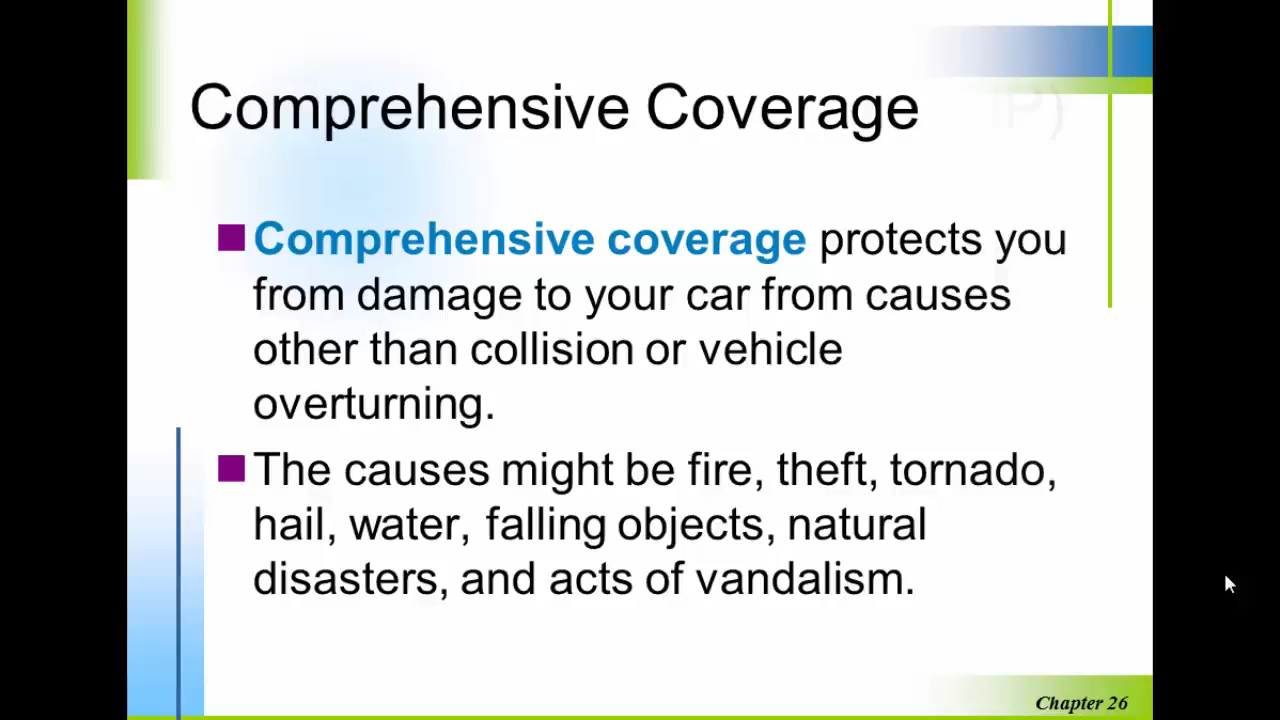 Comprehensive Coverage
IP)
Comprehensive coverage protects you
from damage to your car from causes
other than collision or vehicle
overturning.
The causes might be fire, theft, tornado,
hail, water, falling objects, natural
disasters, and acts of vandalism.
Chapter 26